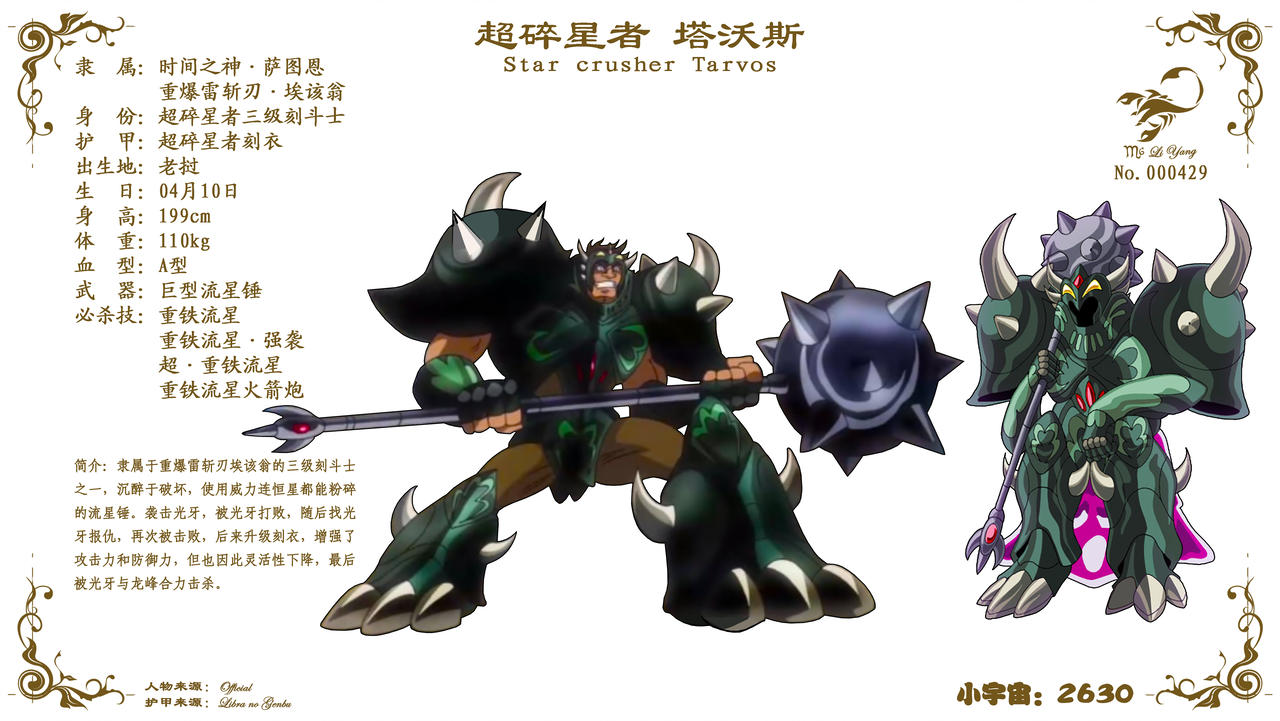 超碎星者 塔沃斯
Star crusher Tarvos
隶 属：时间之神·萨图恩
重爆雷斩刃·埃该翁
身 份：超碎星者三级刻斗士
护 甲：超碎星者刻衣
出生地：老挝
生 日：04月10日
身 高：199cm
体 重：110kg
血 型：A型
武 器：巨型流星锤
必杀技：重铁流星
重铁流星·强袭
超·重铁流星
重铁流星火箭炮
简介：隶属于重爆雷斩刃埃该翁的三级刻斗士
之一，沉醉于破坏，使用威力连恒星都能粉碎
的流星锤。袭击光牙，被光牙打败，随后找光
牙报仇，再次被击败，后来升级刻衣，增强了
攻击力和防御力，但也因此灵活性下降，最后
被光牙与龙峰合力击杀。
Li Yang
No.000429
人物来源：Official
护甲来源：Libra no Genbu
小宇宙：2630